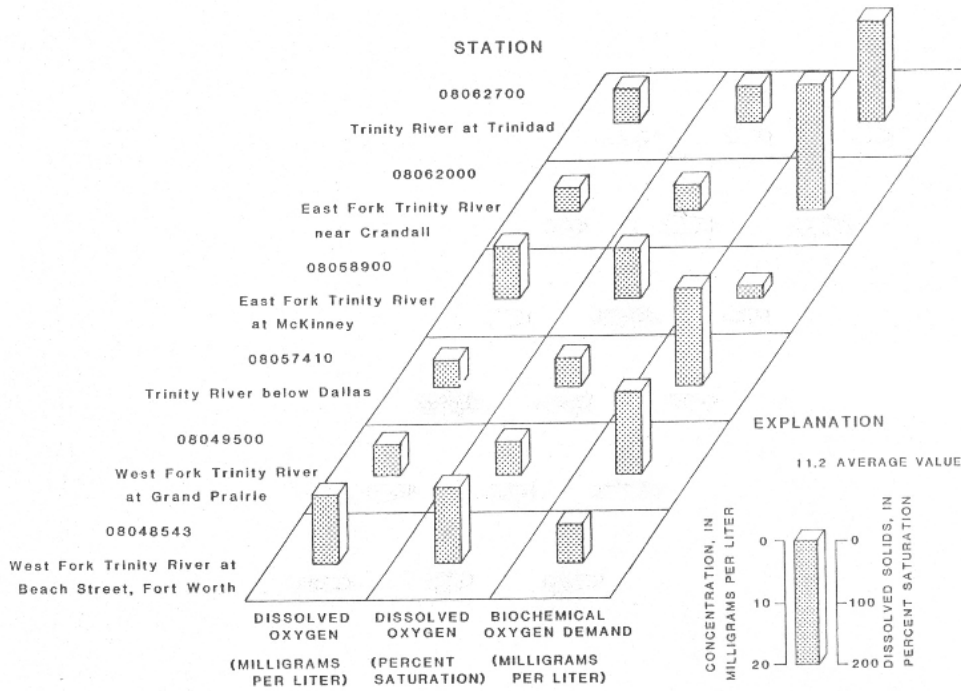 STATION
08062700
Trinity River at Trinidad
08062000
East Fork Trinity River
near Crandall
08058900
East Fork Trinity River
at McKinney
08057410
Trinity River below Dallas
08049500
West Fork Trinity River
at Grand Prairie
08048543
West Fork Trinity River at
Beach Street, Fort Worth
DISSOLVED
OXYGEN
(MILLIGRAMS
PER LITER)
DISSOLVED
OXYGEN
(PERCENT
SATURATION)
BIOCHEMICAL
OXYGEN DEMAND
(MILLIGRAMS
PER LITER)
EXPLANATION
11.2 AVERAGE VALUE
CONCENTRATION, IN
MILLIGRAMS PER LITER
0
10
20
0
100
200
DISSOLVED SOLIDS, IN
PERCENT SATURATION